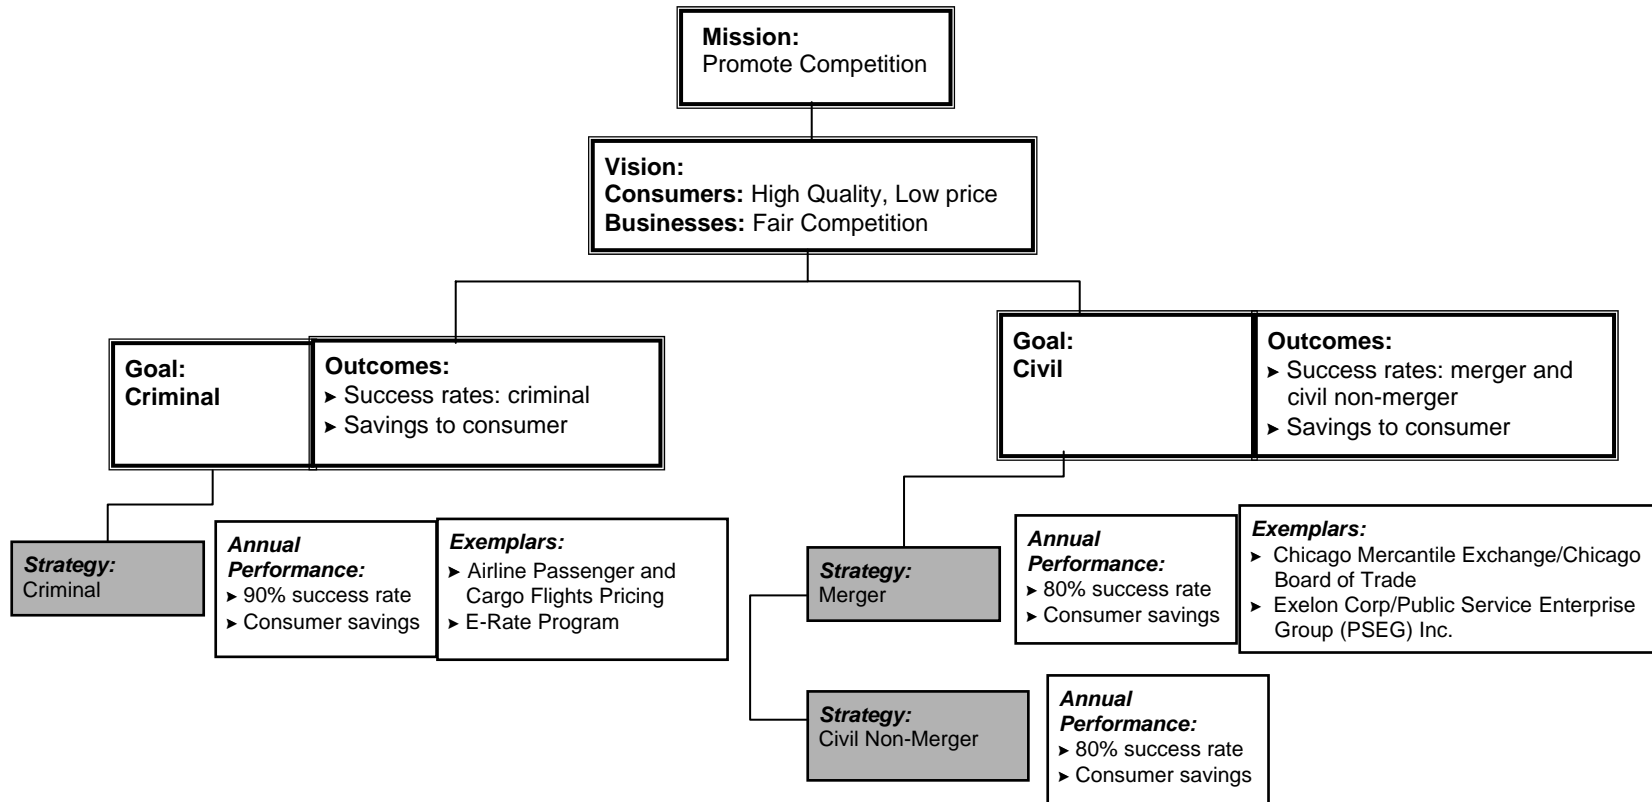 Mission:
Promote Competition
Vision:
Consumers: High Quality, Low price
Businesses: Fair Competition
Goal:
Criminal
Outcomes:
➤ Success rates: criminal
➤ Savings to consumer
Goal:
Civil
Outcomes:
➤ Success rates: merger and
civil non-merger
➤ Savings to consumer
Strategy:
Criminal
Annual
Performance:
➤ 90% success rate
➤ Consumer savings
Exemplars:
➤ Airline Passenger and
Cargo Flights Pricing
➤ E-Rate Program
Strategy:
Merger
Annual
Performance:
➤ 80% success rate
➤ Consumer savings
Exemplars:
➤ Chicago Mercantile Exchange/Chicago
Board of Trade
➤ Exelon Corp/Public Service Enterprise
Group (PSEG) Inc.
Strategy:
Civil Non-Merger
Annual
Performance:
➤ 80% success rate
➤ Consumer savings